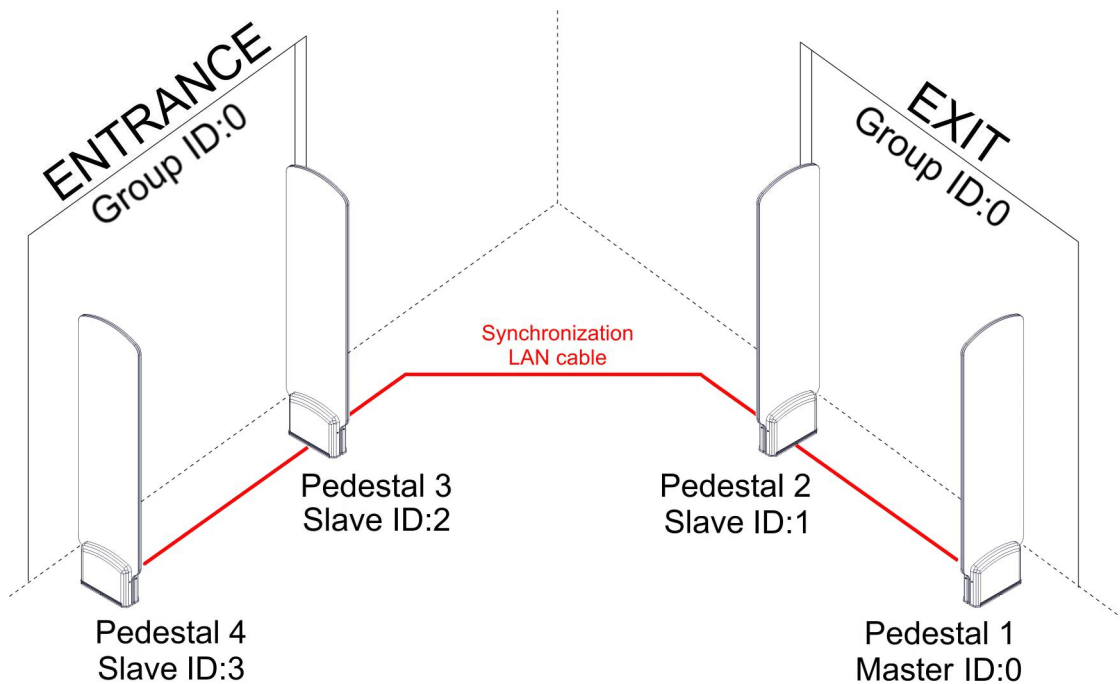 ENTRANCE
Group ID:0
EXIT
Group ID:0
Synchronization
LAN cable
Pedestal 3
Slave ID:2
Pedestal 2
Slave ID:1
Pedestal 4
Slave ID:3
Pedestal 1
Master ID:0